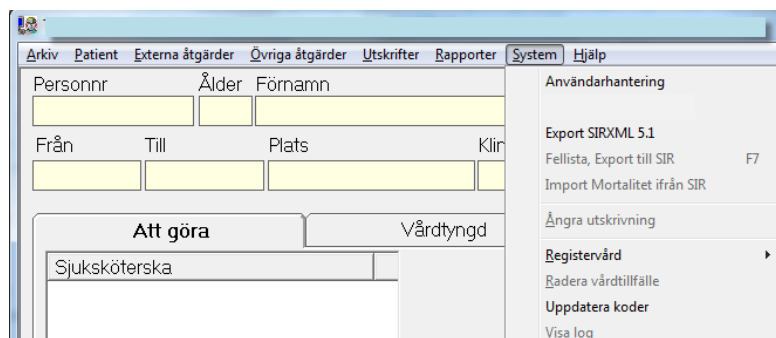 Arkiv Patient Externa åtgärder Övriga åtgärder Utskrifter Rapporter System Hjälp
Personnr Ålder Förnamn
Från Till Plats Klin
Att göra Vårdtyngd
Sjuksköterska
Användarhantering
Export SIRXML 5.1
Fellista, Export till SIR F7
Import Mortalitet ifrån SIR
Ångra utskrivning
Registervård
Radera vårdtillfälle
Uppdatera koder
Visa log